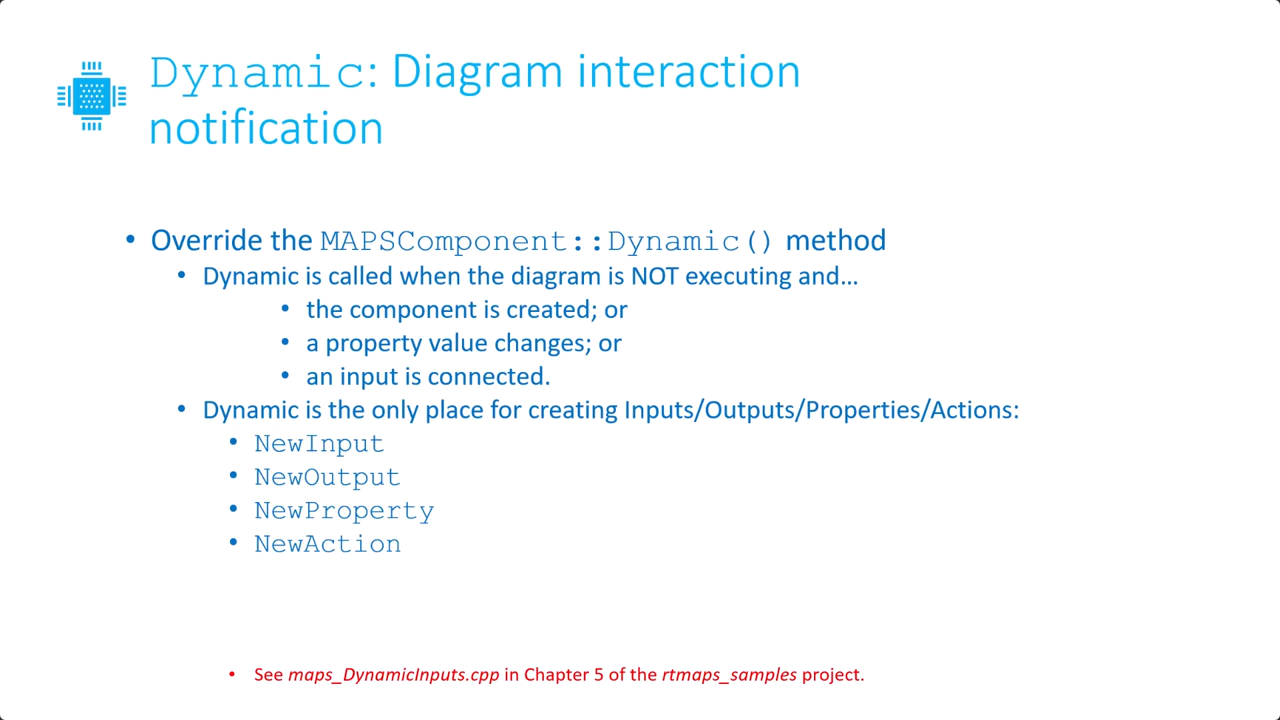 Dynamic: Diagram interaction
notification
• Override the MAPSComponent::Dynamic() method
• Dynamic is called when the diagram is NOT executing and…
• the component is created; or
• a property value changes; or
• an input is connected.
• Dynamic is the only place for creating Inputs/Outputs/Properties/Actions:
• NewInput
• NewOutput
• NewProperty
• NewAction
• See maps_DynamicInputs.cpp in Chapter 5 of the rtmaps_samples project.